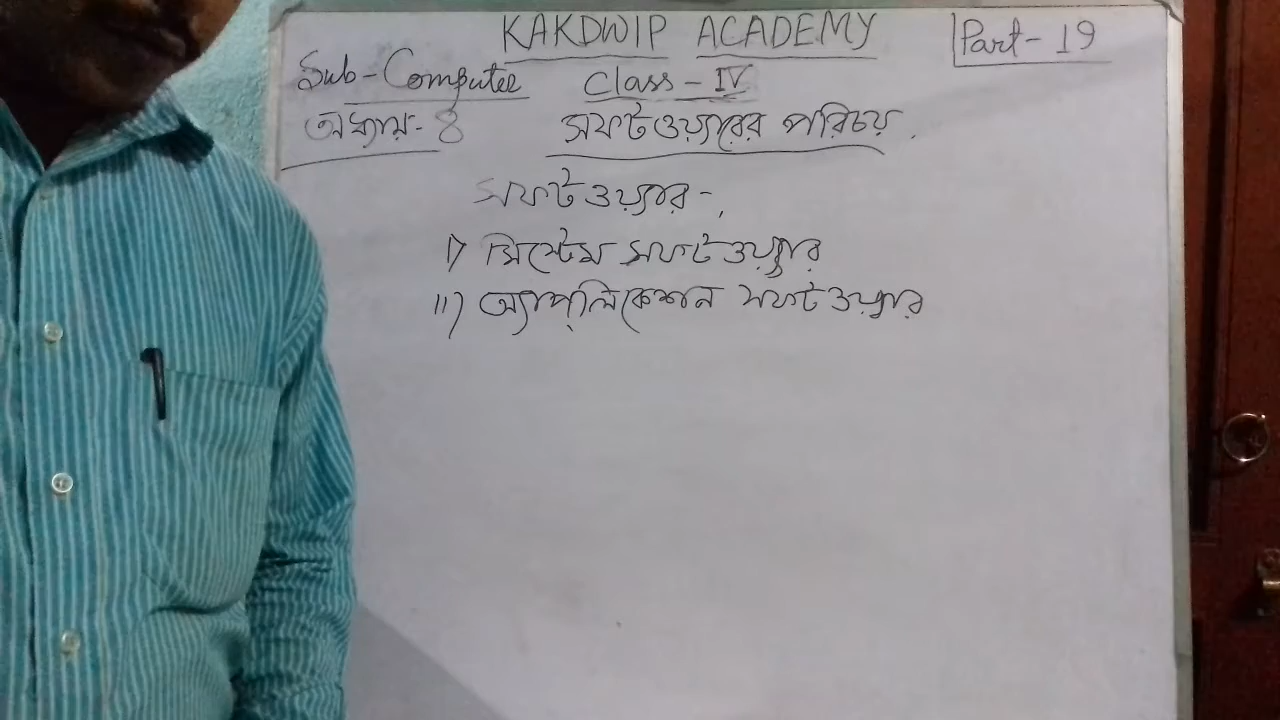 KAKDWIP ACADEMY
Part-19
Sub-Computer Class-IV
অধ্যায়-৪ সফটওয়্যারের পরিচয়.
সফটওয়্যার-,
i) সিস্টেম সফটওয়্যার
ii) অ্যাপ্লিকেশন সফটওয়্যার